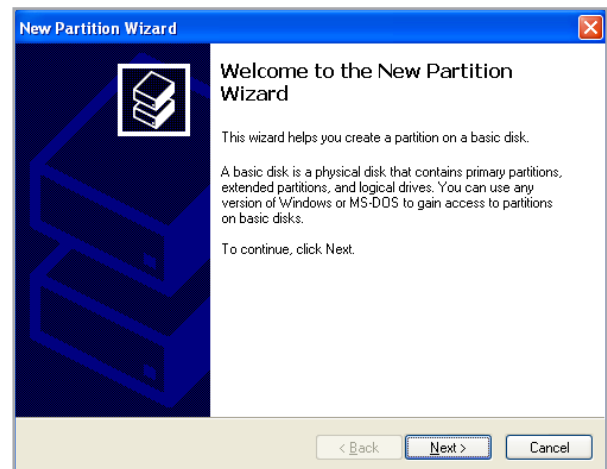 New Partition Wizard
Welcome to the New Partition
Wizard
This wizard helps you create a partition on a basic disk.
A basic disk is a physical disk that contains primary partitions,
extended partitions, and logical drives. You can use any
version of Windows or MS-DOS to gain access to partitions
on basic disks.
To continue, click Next.
< Back Next > Cancel